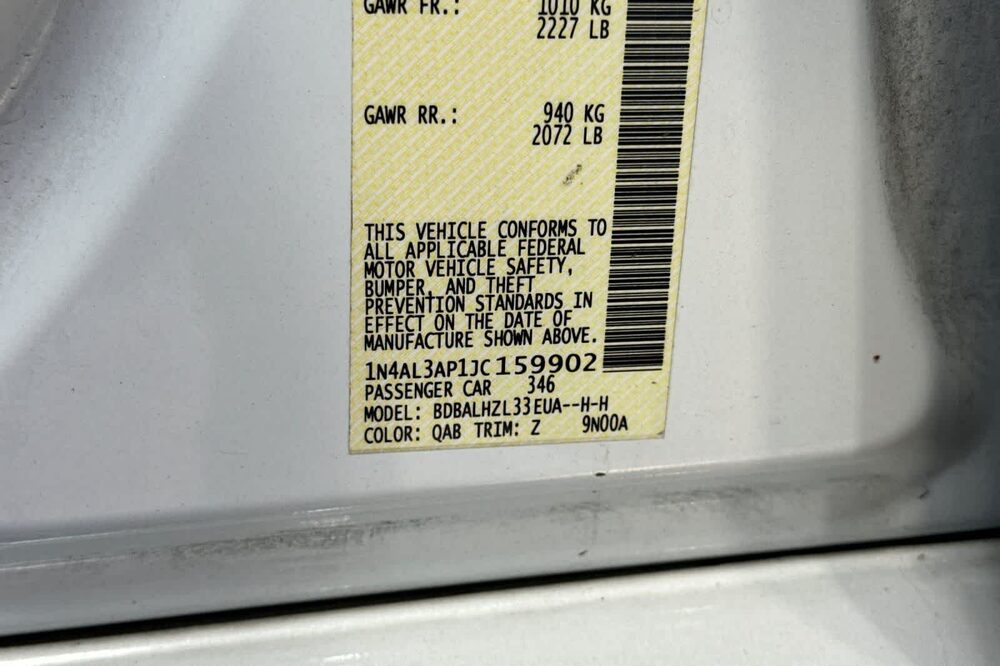 GAWR FR.: 1010 KG
2227 LB
GAWR RR.: 940 KG
2072 LB
THIS VEHICLE CONFORMS TO
ALL APPLICABLE FEDERAL
MOTOR VEHICLE SAFETY,
BUMPER, AND THEFT
PREVENTION STANDARDS IN
EFFECT ON THE DATE OF
MANUFACTURE SHOWN ABOVE.
1N4AL3AP1JC159902
PASSENGER CAR 346
MODEL: BDBALHZL33EUA--H-H
COLOR: QAB TRIM: Z 9N00A